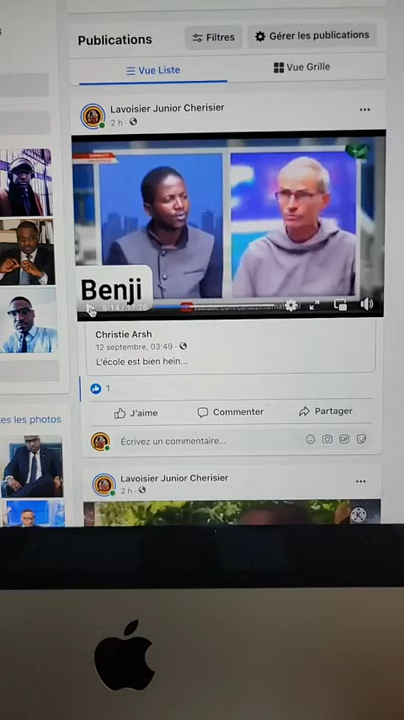 Publications
Filtres
Gérer les publications
Vue Liste
Vue Grille
Lavoisier Junior Cherisier
2 h
Benji
Christie Arsh
12 septembre, 03:49
L'école est bien hein...
1
J'aime
Commenter
Partager
es les photos
Écrivez un commentaire...
Lavoisier Junior Cherisier
2 h